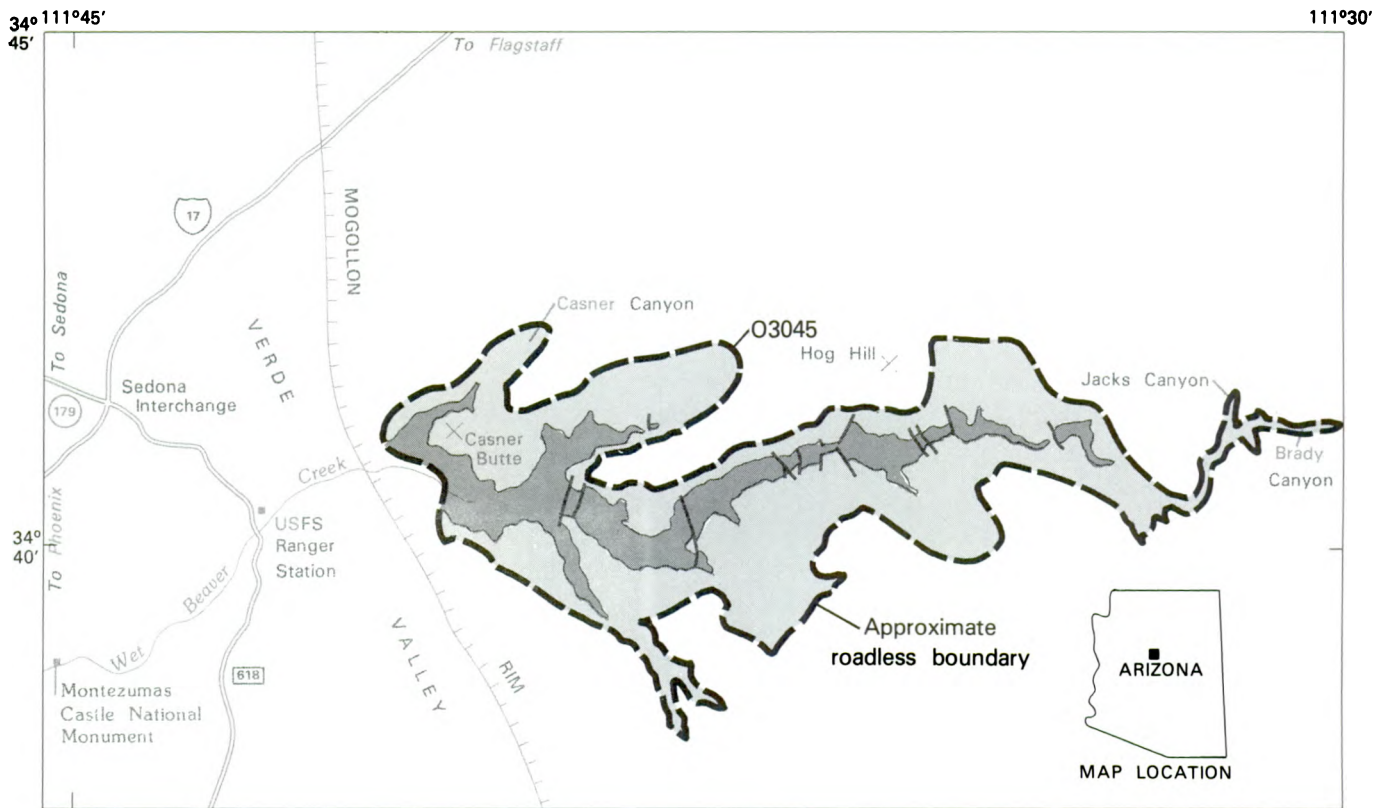 34° 111°45′
45′
111°30′
To Flagstaff
17
MOGOLLON
To Sedona
VERDE
Casner Canyon
O3045
Hog Hill
Jacks Canyon
Sedona
Interchange
179
Casner
Butte
Creek
Brady
Canyon
USFS
Ranger
Station
34°
40′
To Phoenix
Beaver
Wet
VALLEY
RIM
618
Approximate
roadless boundary
ARIZONA
Montezumas
Castle National
Monument
MAP LOCATION